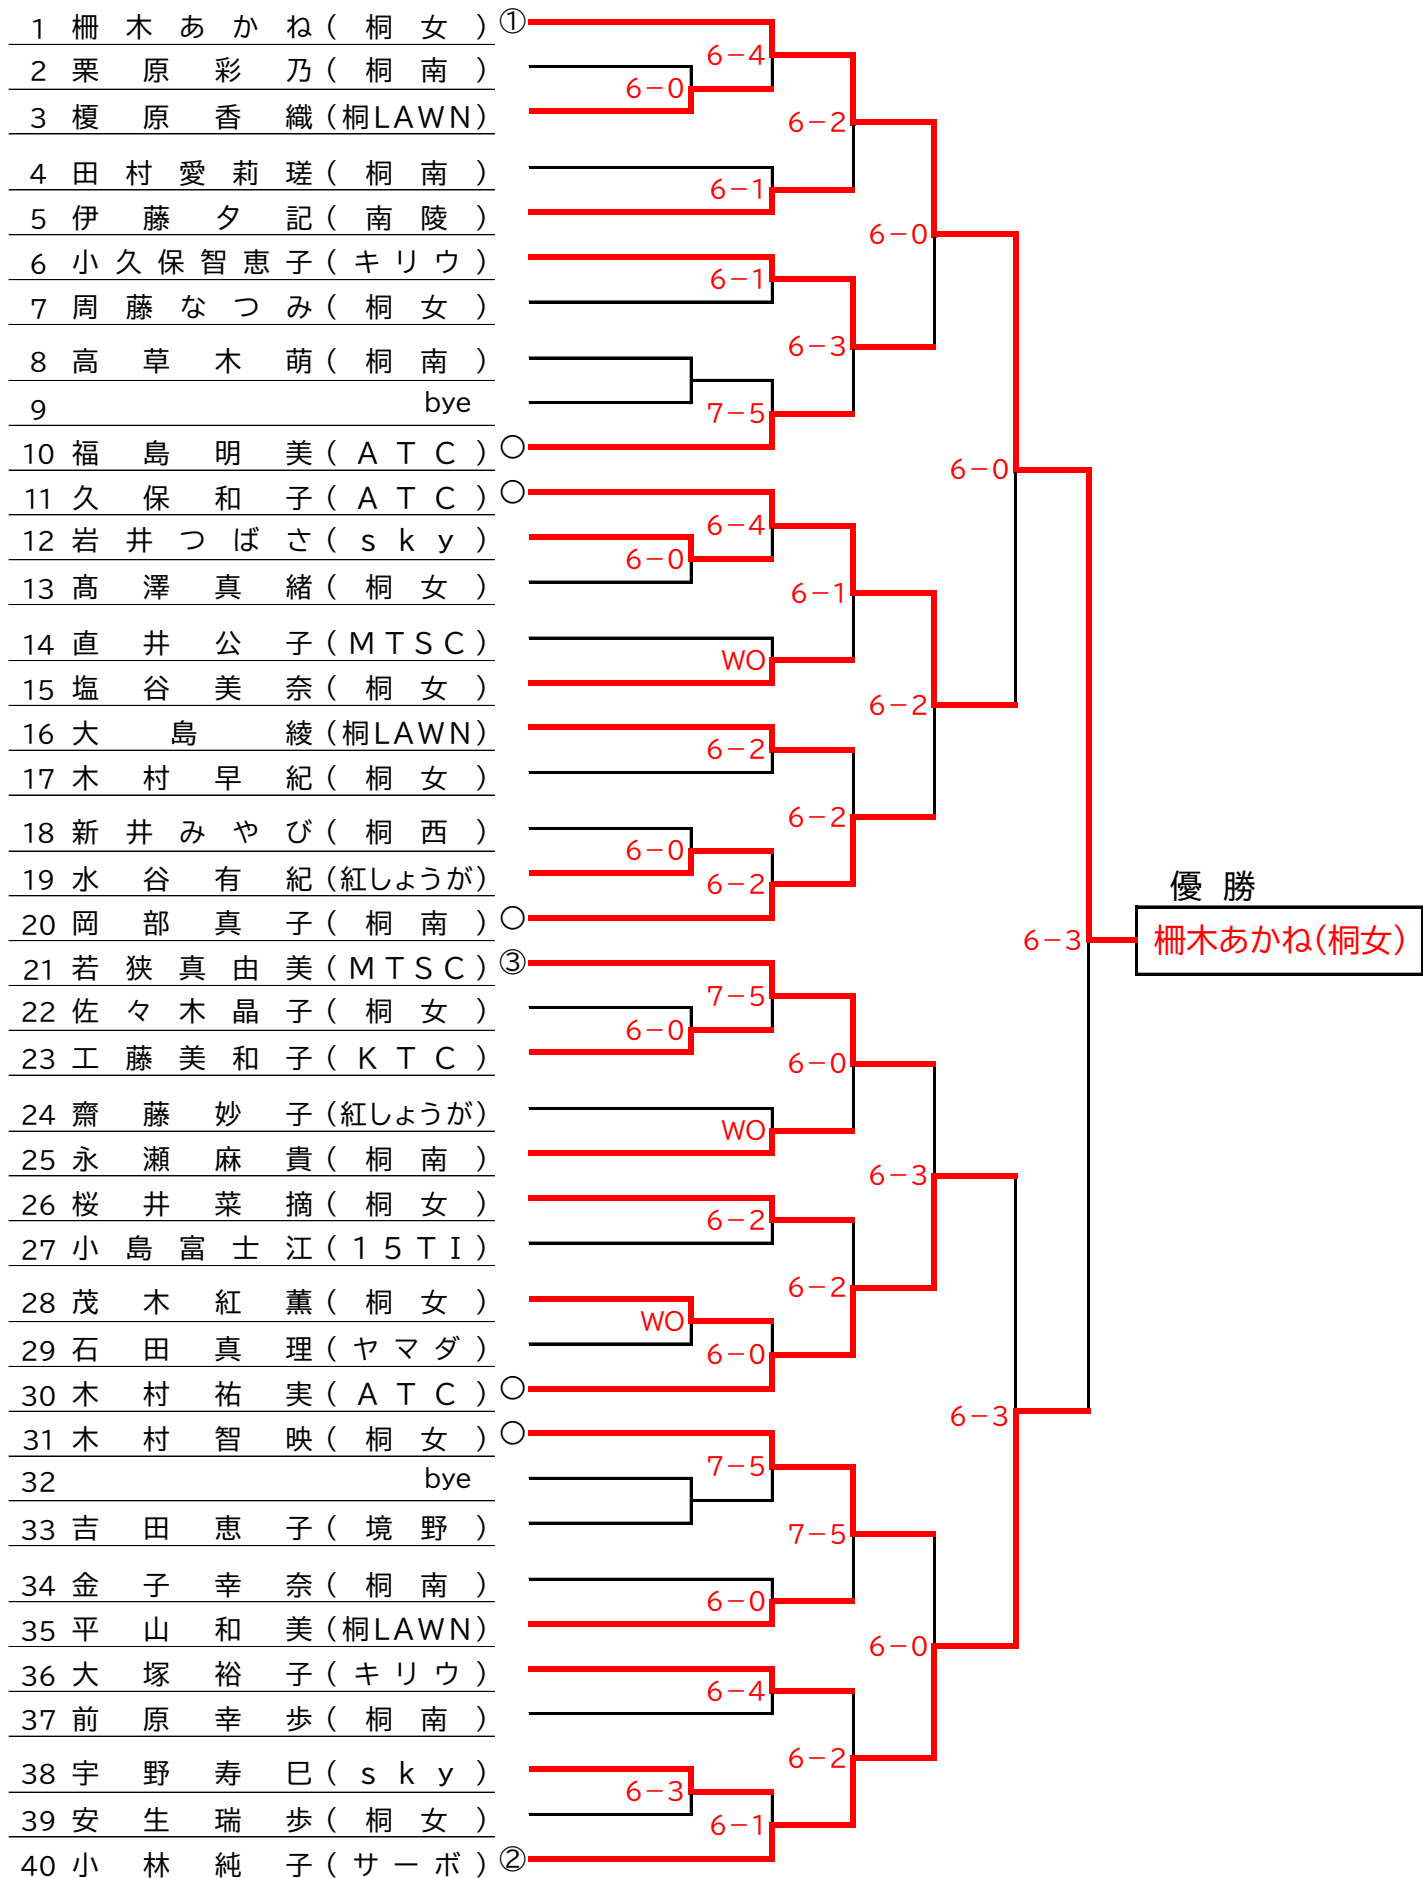 1 柵木あかね(桐女) ①
6-4
2 栗原彩乃(桐南)
6-0
3 榎原香織(桐LAWN)
6-2
4 田村愛莉瑳(桐南)
6-1
5 伊藤夕記(南陵)
6-0
6 小久保智恵子(キリウ)
6-1
7 周藤なつみ(桐女)
6-3
8 高草木萌(桐南)
9 bye
7-5
10 福島明美(ATC) ○
6-0
11 久保和子(ATC) ○
6-4
12 岩井つばさ(sky)
6-0
13 髙澤真緒(桐女)
6-1
14 直井公子(MTSC)
WO
15 塩谷美奈(桐女)
6-2
16 大島綾(桐LAWN)
6-2
17 木村早紀(桐女)
6-2
18 新井みやび(桐西)
6-0
19 水谷有紀(紅しょうが)
6-2
20 岡部真子(桐南) ○
優勝
6-3 柵木あかね(桐女)
21 若狭真由美(MTSC) ③
7-5
22 佐々木晶子(桐女)
6-0
23 工藤美和子(KTC)
6-0
24 齋藤妙子(紅しょうが)
WO
25 永瀬麻貴(桐南)
6-3
26 桜井菜摘(桐女)
6-2
27 小島富士江(15TI)
6-2
28 茂木紅薫(桐女)
WO
29 石田真理(ヤマダ)
6-0
30 木村祐実(ATC) ○
6-3
31 木村智映(桐女) ○
7-5
32 bye
33 吉田恵子(境野)
7-5
34 金子幸奈(桐南)
6-0
35 平山和美(桐LAWN)
6-0
36 大塚裕子(キリウ)
6-4
37 前原幸歩(桐南)
6-2
38 宇野寿巳(sky)
6-3
39 安生瑞歩(桐女)
6-1
40 小林純子(サーボ) ②